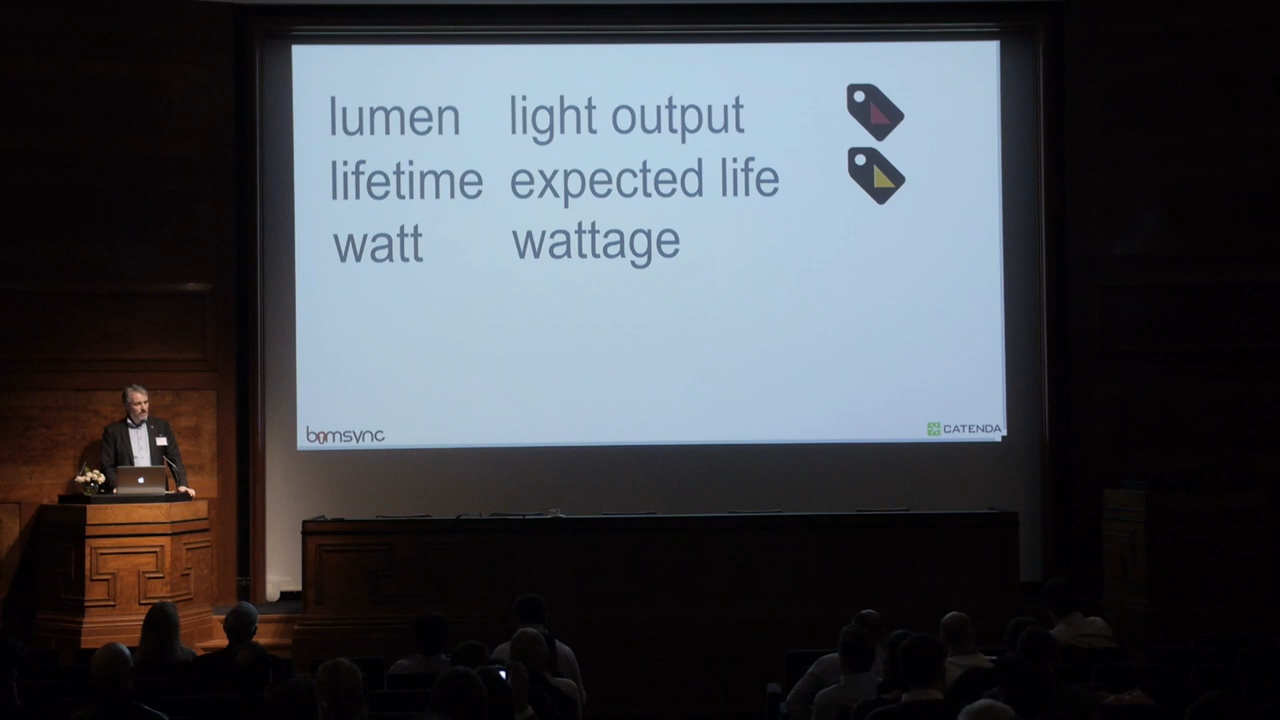 lumen light output
lifetime expected life
watt wattage
bimsync
CATENDA